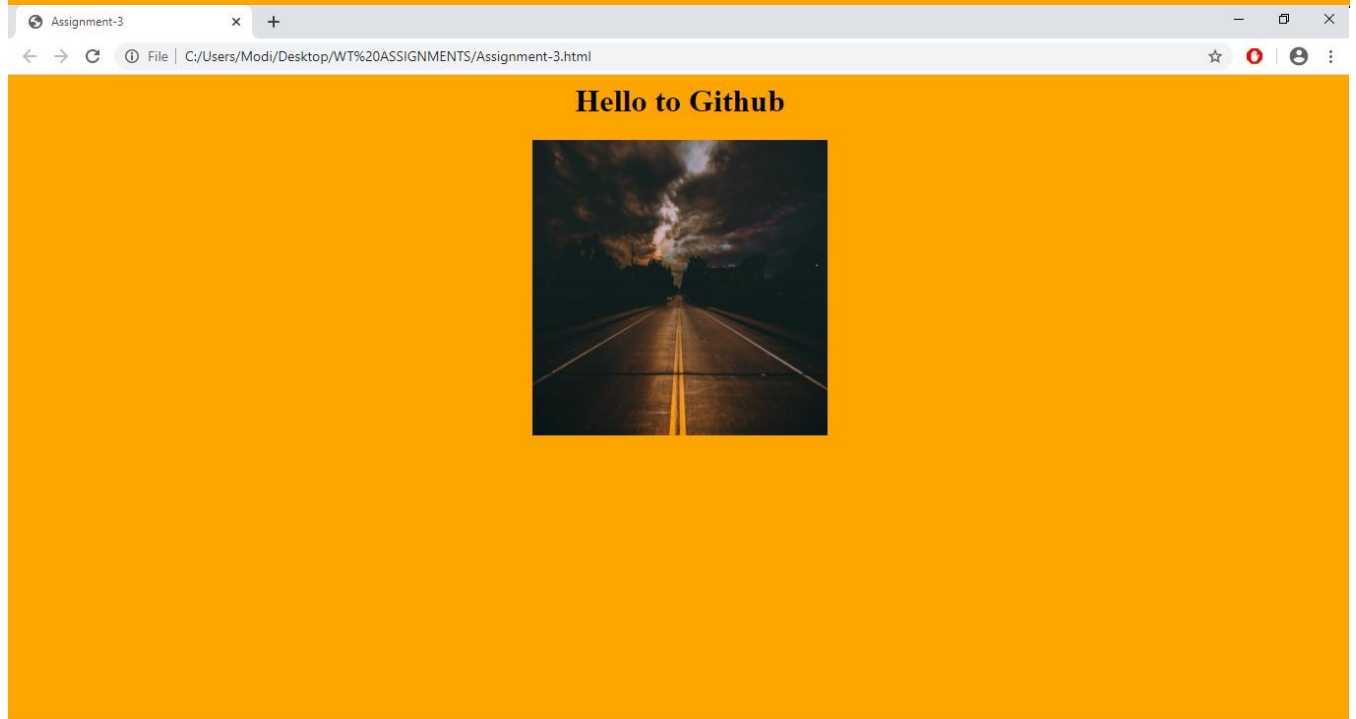 Assignment-3
File | C:/Users/Modi/Desktop/WT%20ASSIGNMENTS/Assignment-3.html
Hello to Github